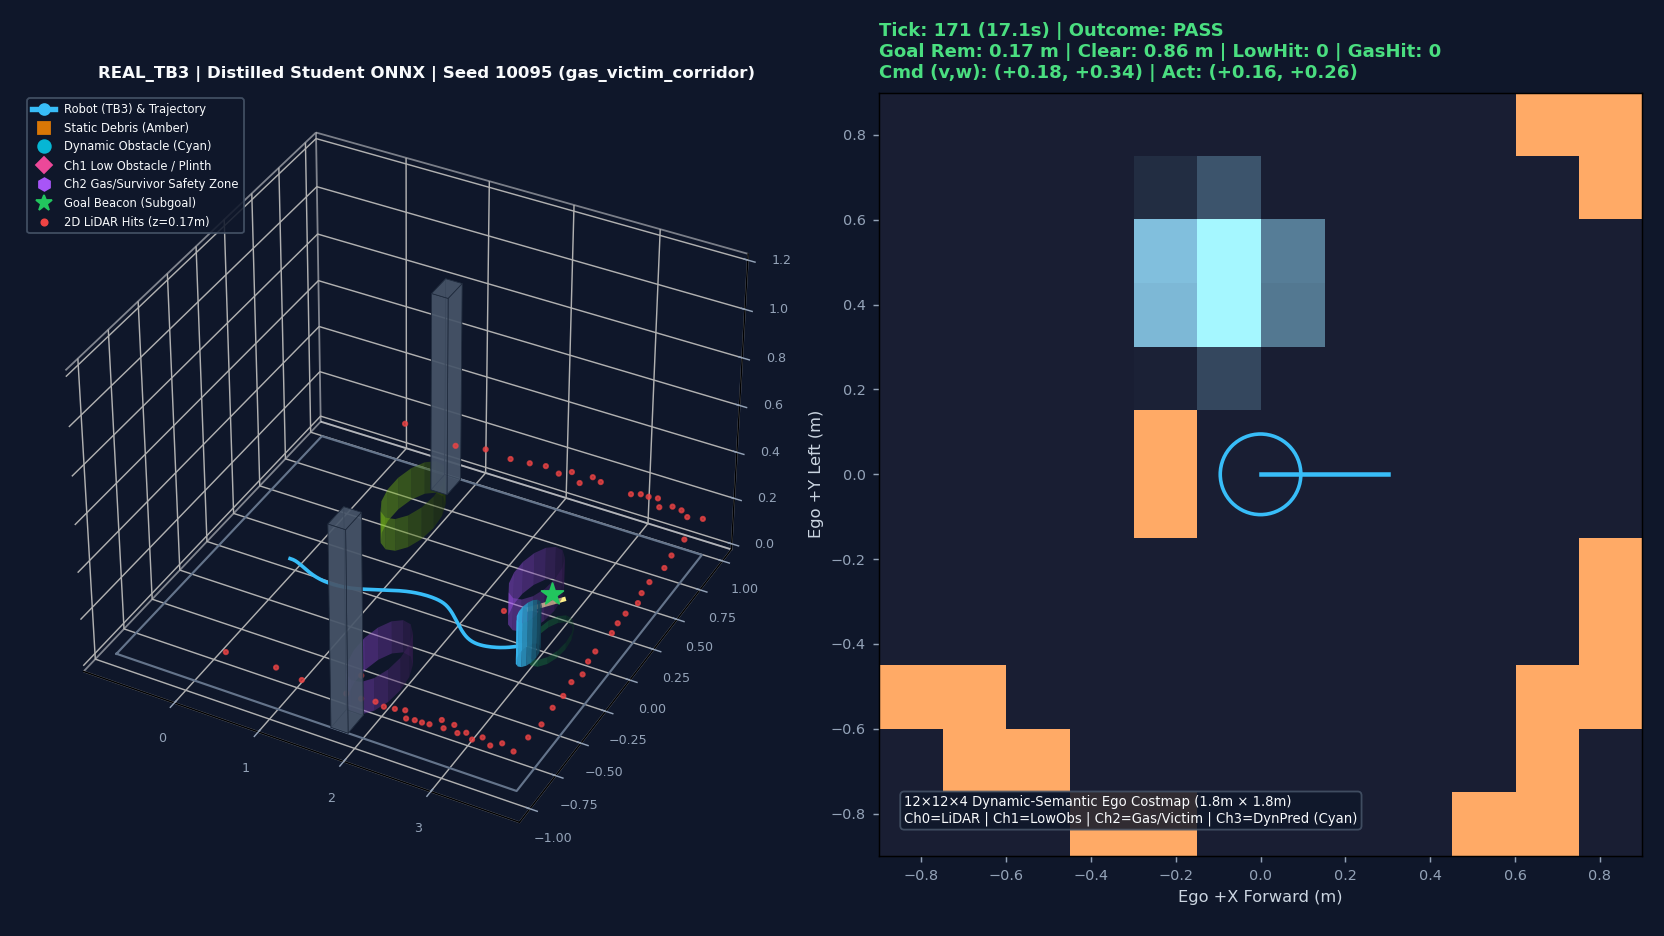 REAL_TB3 | Distilled Student ONNX | Seed 10095 (gas_victim_corridor)
Robot (TB3) & Trajectory
Static Debris (Amber)
Dynamic Obstacle (Cyan)
Ch1 Low Obstacle / Plinth
Ch2 Gas/Survivor Safety Zone
Goal Beacon (Subgoal)
2D LiDAR Hits (z=0.17m)
1.2
1.0
0.8
0.6
0.4
0.2
0.0
1.00
0.75
0.50
0.25
0.00
−0.25
−0.50
−0.75
−1.00
0
1
2
3
Tick: 171 (17.1s) | Outcome: PASS
Goal Rem: 0.17 m | Clear: 0.86 m | LowHit: 0 | GasHit: 0
Cmd (v,w): (+0.18, +0.34) | Act: (+0.16, +0.26)
Ego +Y Left (m)
0.8
0.6
0.4
0.2
0.0
−0.2
−0.4
−0.6
−0.8
12×12×4 Dynamic-Semantic Ego Costmap (1.8m × 1.8m)
Ch0=LiDAR | Ch1=LowObs | Ch2=Gas/Victim | Ch3=DynPred (Cyan)
−0.8 −0.6 −0.4 −0.2 0.0 0.2 0.4 0.6 0.8
Ego +X Forward (m)